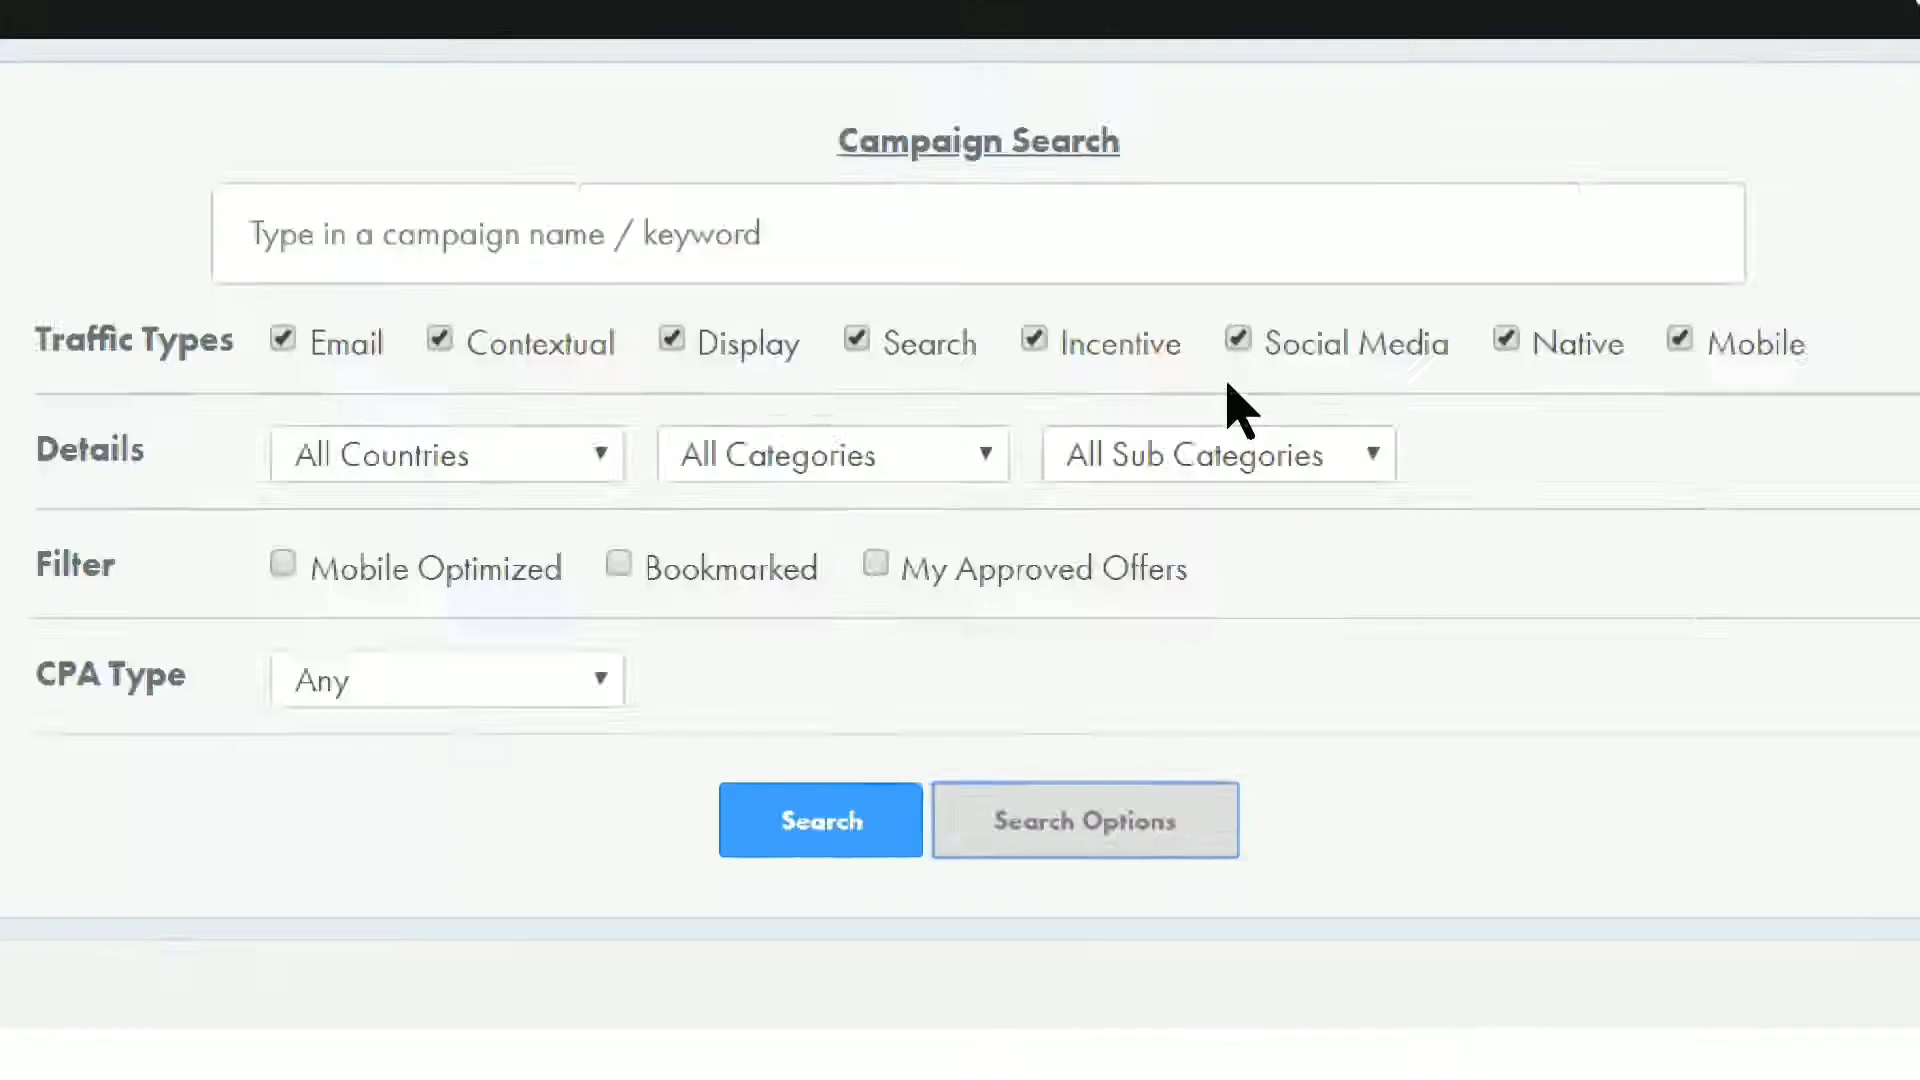 Campaign Search
Type in a campaign name / keyword
Traffic Types Email Contextual Display Search Incentive Social Media Native Mobile
Details All Countries All Categories All Sub Categories
Filter Mobile Optimized Bookmarked My Approved Offers
CPA Type Any
Search Search Options